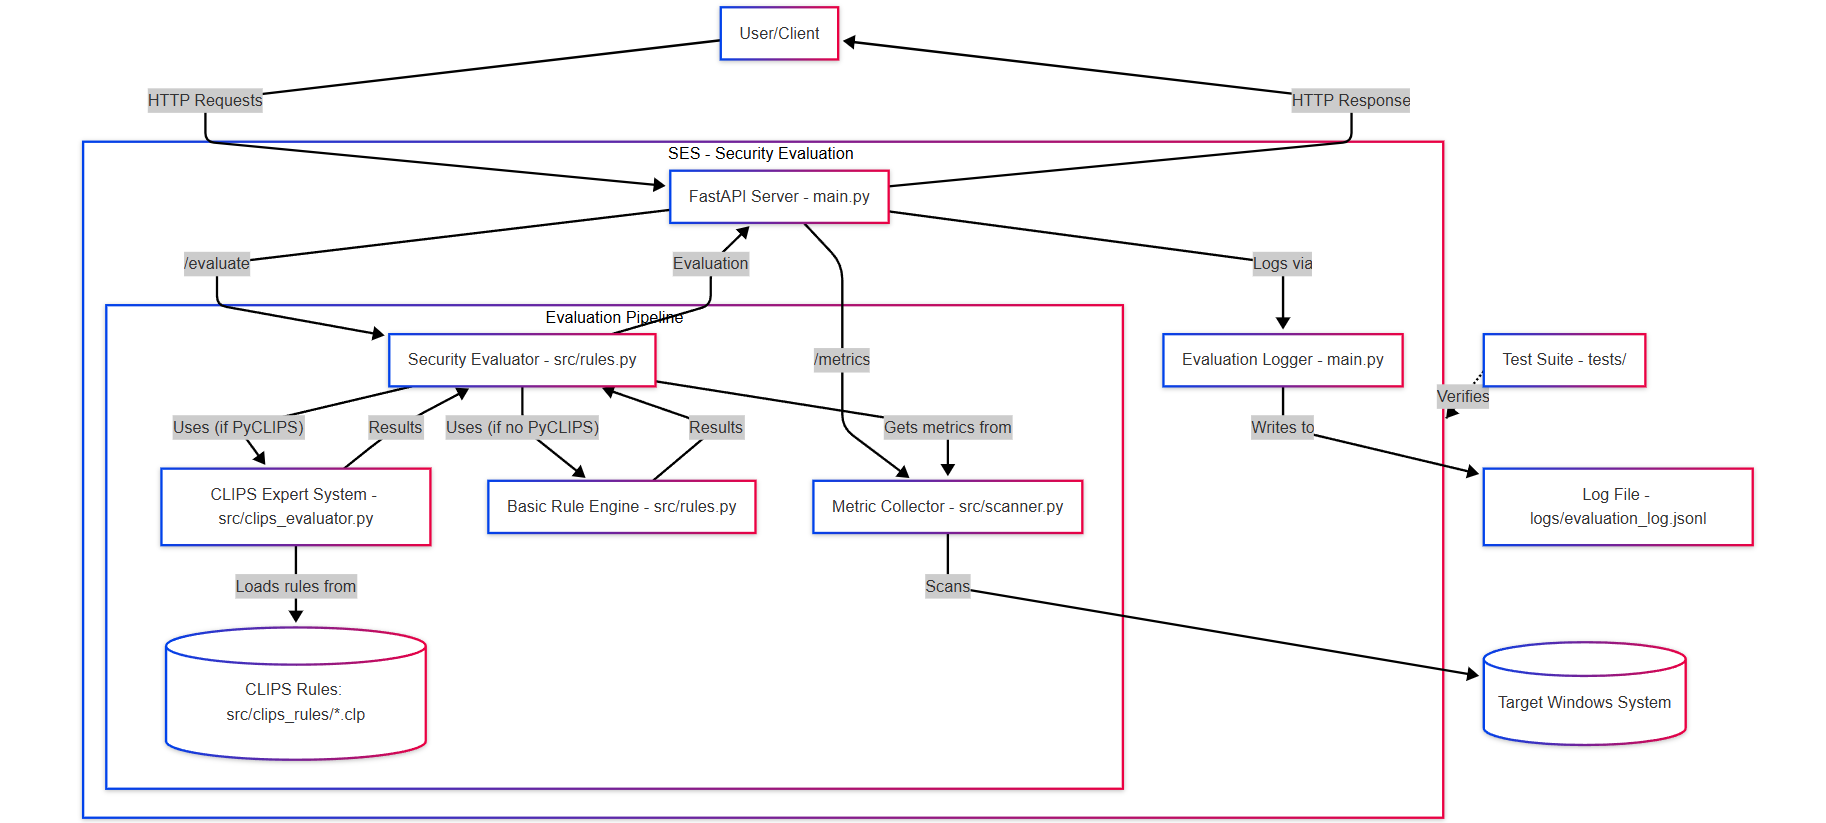 User/Client
HTTP Requests
HTTP Response
SES - Security Evaluation
FastAPI Server - main.py
/evaluate
Evaluation
Logs via
Evaluation Pipeline
Security Evaluator - src/rules.py
/metrics
Evaluation Logger - main.py
Test Suite - tests/
Verifies
Uses (if PyCLIPS)
Results
Uses (if no PyCLIPS)
Results
Gets metrics from
Writes to
CLIPS Expert System -
src/clips_evaluator.py
Basic Rule Engine - src/rules.py
Metric Collector - src/scanner.py
Log File -
logs/evaluation_log.jsonl
Loads rules from
Scans
CLIPS Rules:
src/clips_rules/*.clp
Target Windows System